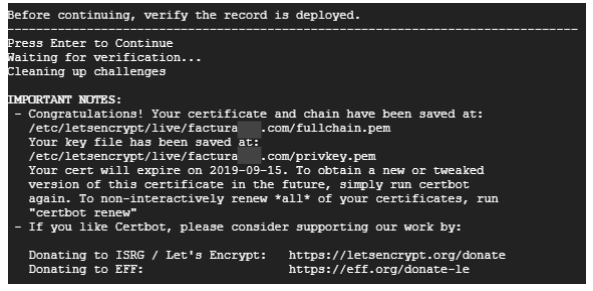 Before continuing, verify the record is deployed.
-------------------------------------------------------------------------------
Press Enter to Continue
Waiting for verification...
Cleaning up challenges
IMPORTANT NOTES:
- Congratulations! Your certificate and chain have been saved at:
/etc/letsencrypt/live/factura .com/fullchain.pem
Your key file has been saved at:
/etc/letsencrypt/live/factura .com/privkey.pem
Your cert will expire on 2019-09-15. To obtain a new or tweaked
version of this certificate in the future, simply run certbot
again. To non-interactively renew *all* of your certificates, run
"certbot renew"
- If you like Certbot, please consider supporting our work by:
Donating to ISRG / Let's Encrypt: https://letsencrypt.org/donate
Donating to EFF: https://eff.org/donate-le